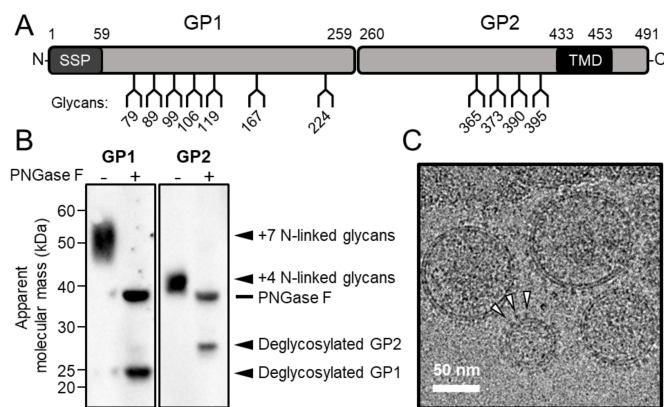 A
GP1 GP2
1 59 259 260 433 453 491
N- SSP TMD -C
Glycans: 79 89 99 106 119 167 224 365 373 390 395
B
GP1 GP2
PNGase F - + - +
Apparent molecular mass (kDa)
60
50
40
30
25
20
+7 N-linked glycans
+4 N-linked glycans
PNGase F
Deglycosylated GP2
Deglycosylated GP1
C
50 nm